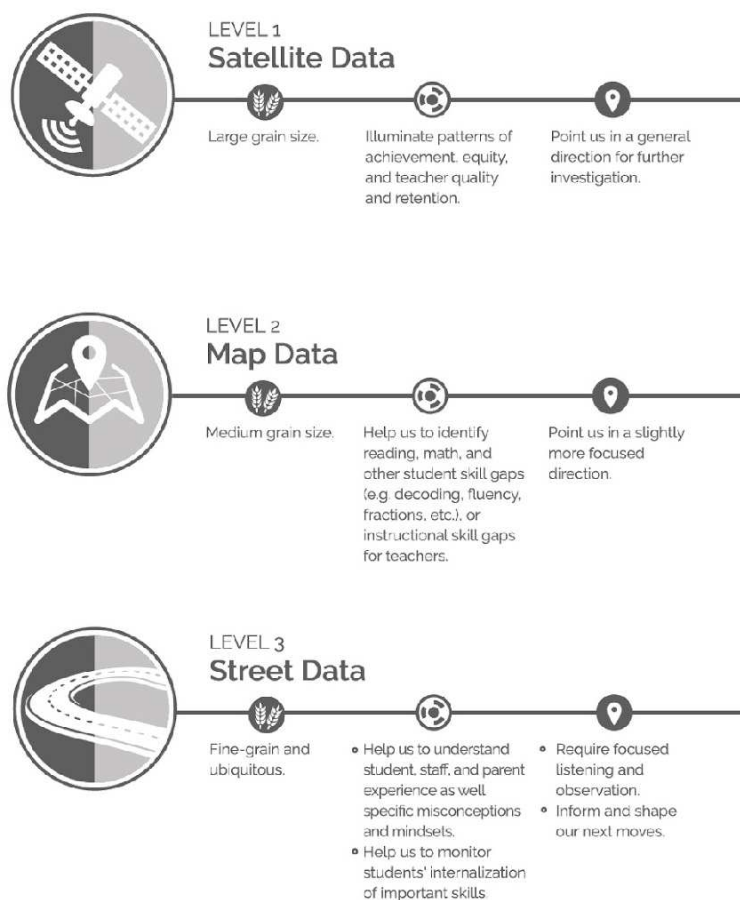 LEVEL 1
Satellite Data
Large grain size.
Illuminate patterns of
achievement, equity,
and teacher quality
and retention.
Point us in a general
direction for further
investigation.
LEVEL 2
Map Data
Medium grain size.
Help us to identify
reading, math, and
other student skill gaps
(e.g. decoding, fluency,
fractions, etc.), or
instructional skill gaps
for teachers.
Point us in a slightly
more focused
direction.
LEVEL 3
Street Data
Fine-grain and
ubiquitous.
Help us to understand
student, staff, and parent
experience as well
specific misconceptions
and mindsets.
Help us to monitor
students' internalization
of important skills.
Require focused
listening and
observation.
Inform and shape
our next moves.